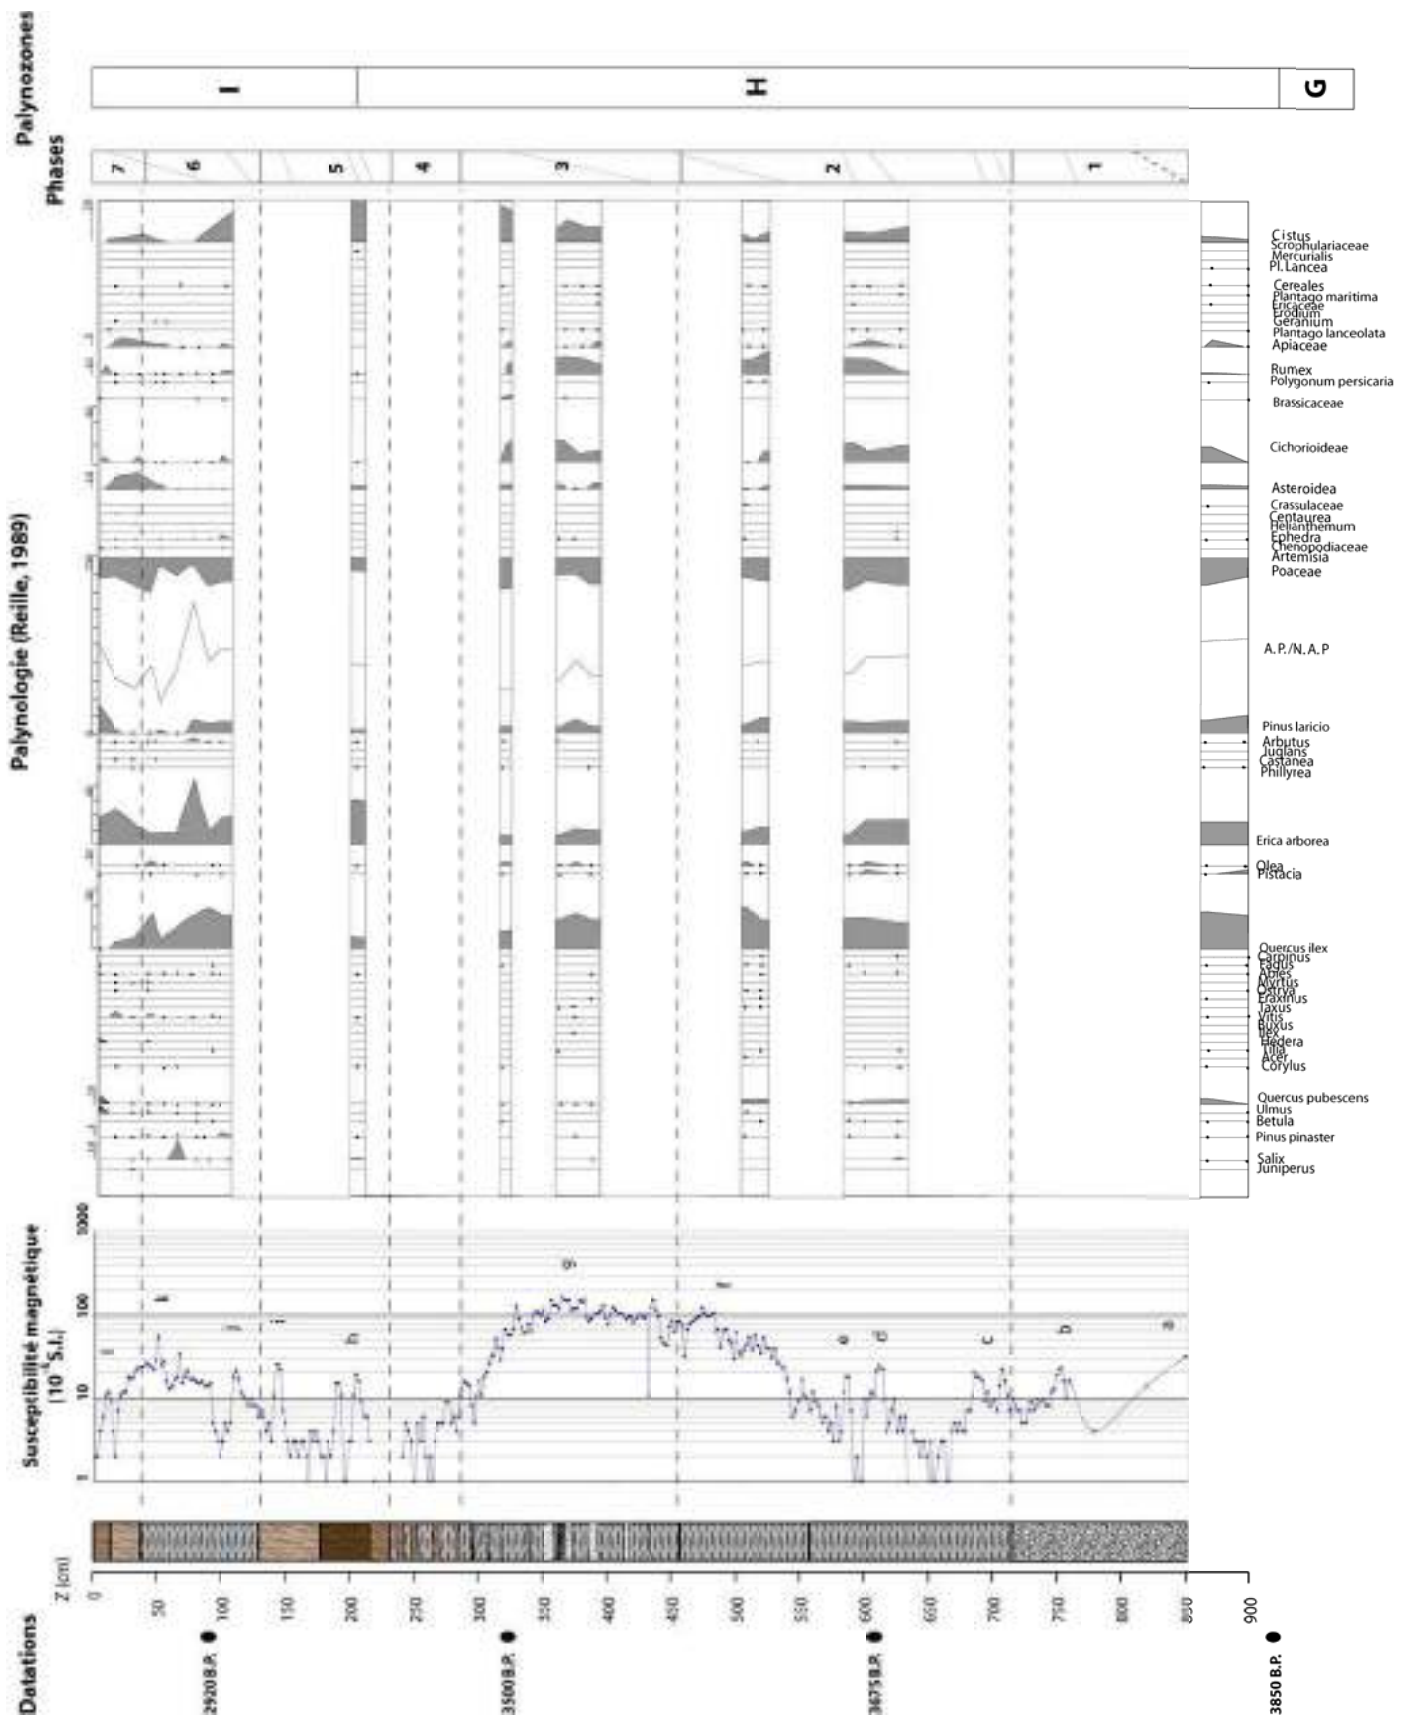 Palynozones
I
H
G
Phases
7
6
5
4
3
2
1
Palynologie (Reille, 1989)
Cistus
Scrophulariaceae
Mercurialis
Pl. Lancea
Cereales
Plantago maritima
Ericaceae
Erodium
Geranium
Plantago lanceolata
Apiaceae
Rumex
Polygonum persicaria
Brassicaceae
Cichorioideae
Asteroidea
Crassulaceae
Centaurea
Helianthemum
Ephedra
Chenopodiaceae
Artemisia
Poaceae
A.P./N.A.P
Pinus laricio
Arbutus
Juglans
Castanea
Phillyrea
Erica arborea
Olea
Pistacia
Quercus ilex
Carpinus
Fagus
Abies
Myrtus
Ostrya
Fraxinus
Taxus
Vitis
Buxus
Ilex
Hedera
Tilia
Acer
Corylus
Quercus pubescens
Ulmus
Betula
Pinus pinaster
Salix
Juniperus
Susceptibilité magnétique
1000
100
10
1
l
k
j
i
h
g
f
e
d
c
b
a
Z (cm)
0
50
100
150
200
250
300
350
400
450
500
550
600
650
700
750
800
850
900
Datations
2920 B.P.
3500 B.P.
3675 B.P.
3850 B.P.